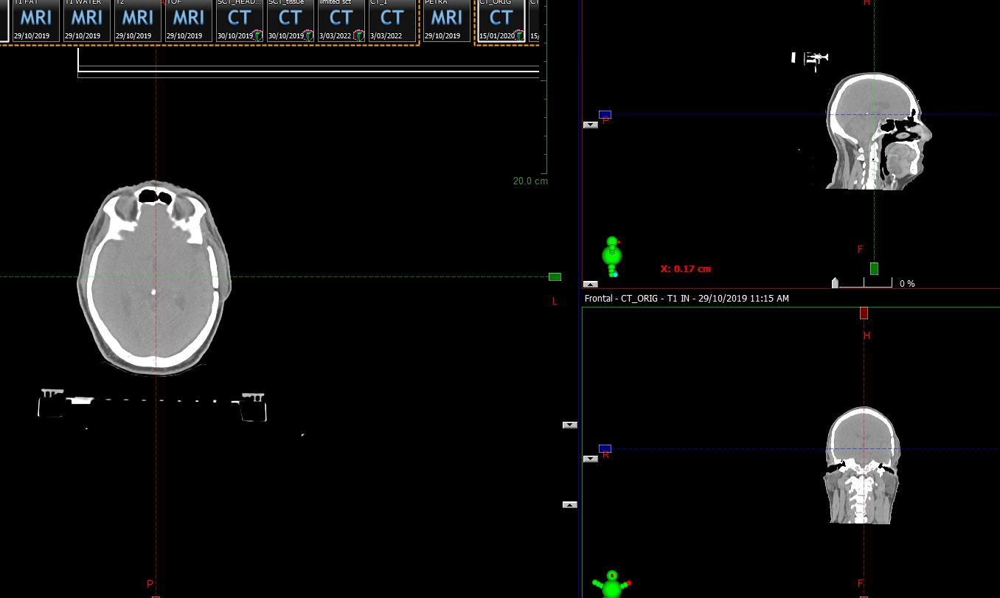 T1 FAT T1 WATER T2 TOF SCT_HEAD... SCT_tissue limited sct CT_1 PETRA CT_ORIG CT
MRI MRI MRI MRI CT CT CT CT MRI CT
29/10/2019 29/10/2019 29/10/2019 29/10/2019 30/10/2019 30/10/2019 3/03/2022 3/03/2022 29/10/2019 15/01/2020 15/
H
P
20.0 cm
F
X: 0.17 cm
0 %
L
Frontal - CT_ORIG - T1 IN - 29/10/2019 11:15 AM
H
R
P
F